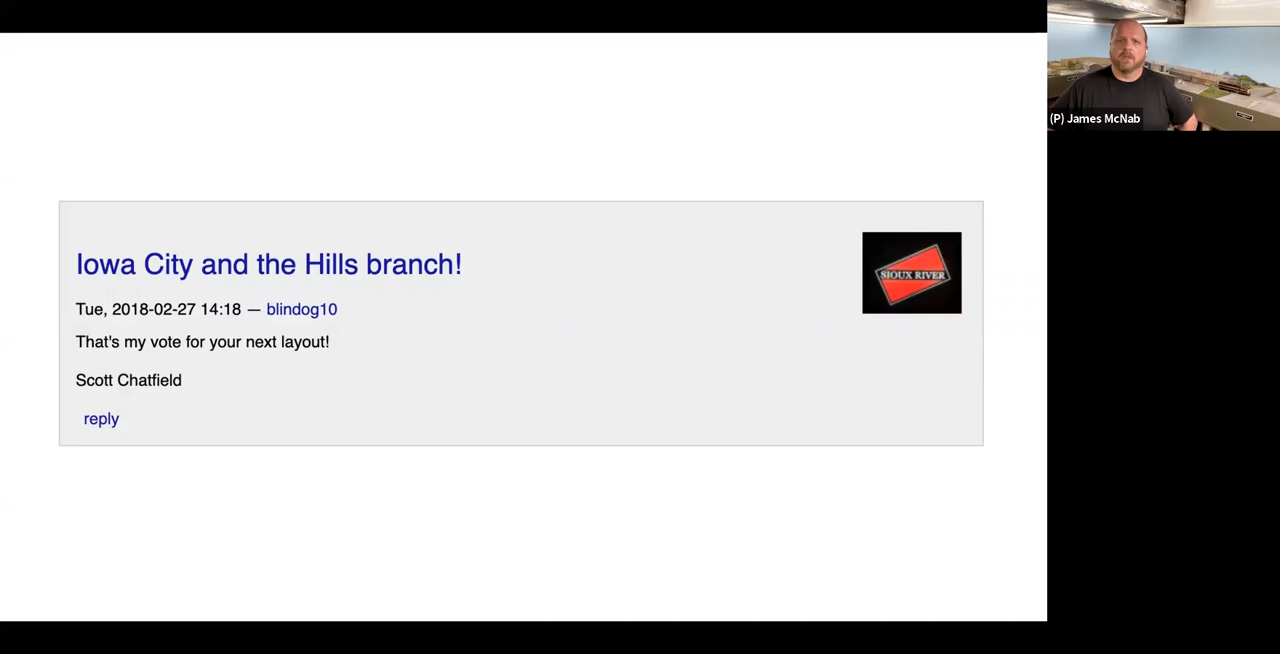 (P) James McNab
Iowa City and the Hills branch!
SIOUX RIVER
Tue, 2018-02-27 14:18 — blindog10
That's my vote for your next layout!
Scott Chatfield
reply